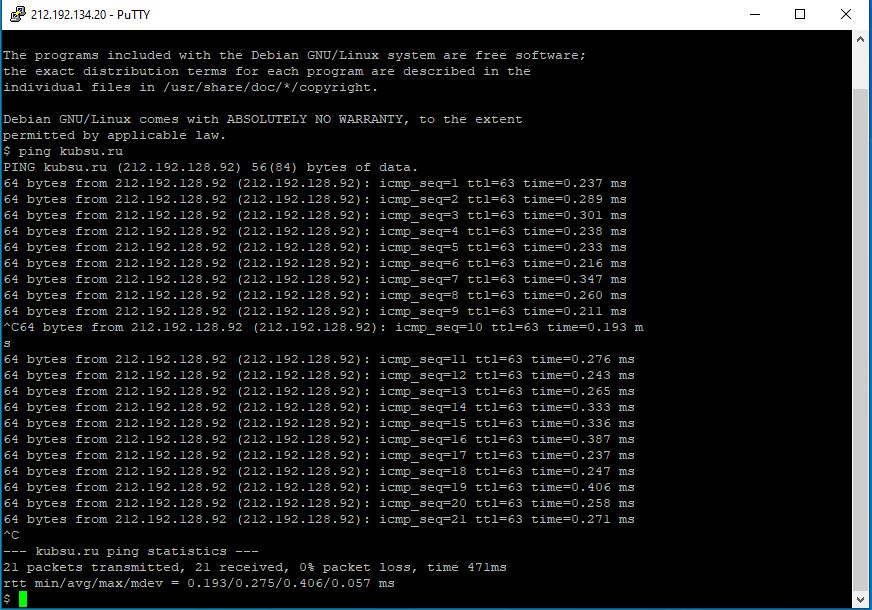 212.192.134.20 - PuTTY
The programs included with the Debian GNU/Linux system are free software;
the exact distribution terms for each program are described in the
individual files in /usr/share/doc/*/copyright.
Debian GNU/Linux comes with ABSOLUTELY NO WARRANTY, to the extent
permitted by applicable law.
$ ping kubsu.ru
PING kubsu.ru (212.192.128.92) 56(84) bytes of data.
64 bytes from 212.192.128.92 (212.192.128.92): icmp_seq=1 ttl=63 time=0.237 ms
64 bytes from 212.192.128.92 (212.192.128.92): icmp_seq=2 ttl=63 time=0.289 ms
64 bytes from 212.192.128.92 (212.192.128.92): icmp_seq=3 ttl=63 time=0.301 ms
64 bytes from 212.192.128.92 (212.192.128.92): icmp_seq=4 ttl=63 time=0.238 ms
64 bytes from 212.192.128.92 (212.192.128.92): icmp_seq=5 ttl=63 time=0.233 ms
64 bytes from 212.192.128.92 (212.192.128.92): icmp_seq=6 ttl=63 time=0.216 ms
64 bytes from 212.192.128.92 (212.192.128.92): icmp_seq=7 ttl=63 time=0.347 ms
64 bytes from 212.192.128.92 (212.192.128.92): icmp_seq=8 ttl=63 time=0.260 ms
64 bytes from 212.192.128.92 (212.192.128.92): icmp_seq=9 ttl=63 time=0.211 ms
^C64 bytes from 212.192.128.92 (212.192.128.92): icmp_seq=10 ttl=63 time=0.193 m
s
64 bytes from 212.192.128.92 (212.192.128.92): icmp_seq=11 ttl=63 time=0.276 ms
64 bytes from 212.192.128.92 (212.192.128.92): icmp_seq=12 ttl=63 time=0.243 ms
64 bytes from 212.192.128.92 (212.192.128.92): icmp_seq=13 ttl=63 time=0.265 ms
64 bytes from 212.192.128.92 (212.192.128.92): icmp_seq=14 ttl=63 time=0.333 ms
64 bytes from 212.192.128.92 (212.192.128.92): icmp_seq=15 ttl=63 time=0.336 ms
64 bytes from 212.192.128.92 (212.192.128.92): icmp_seq=16 ttl=63 time=0.387 ms
64 bytes from 212.192.128.92 (212.192.128.92): icmp_seq=17 ttl=63 time=0.237 ms
64 bytes from 212.192.128.92 (212.192.128.92): icmp_seq=18 ttl=63 time=0.247 ms
64 bytes from 212.192.128.92 (212.192.128.92): icmp_seq=19 ttl=63 time=0.406 ms
64 bytes from 212.192.128.92 (212.192.128.92): icmp_seq=20 ttl=63 time=0.258 ms
64 bytes from 212.192.128.92 (212.192.128.92): icmp_seq=21 ttl=63 time=0.271 ms
^C
--- kubsu.ru ping statistics ---
21 packets transmitted, 21 received, 0% packet loss, time 471ms
rtt min/avg/max/mdev = 0.193/0.275/0.406/0.057 ms
$